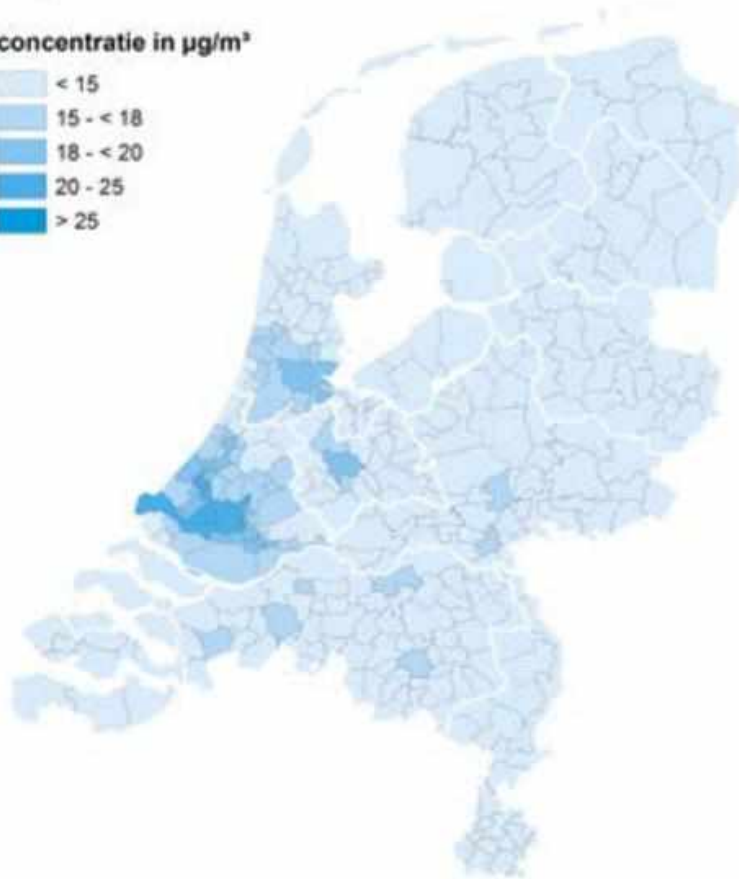 concentratie in µg/m³
< 15
15 - < 18
18 - < 20
20 - 25
> 25